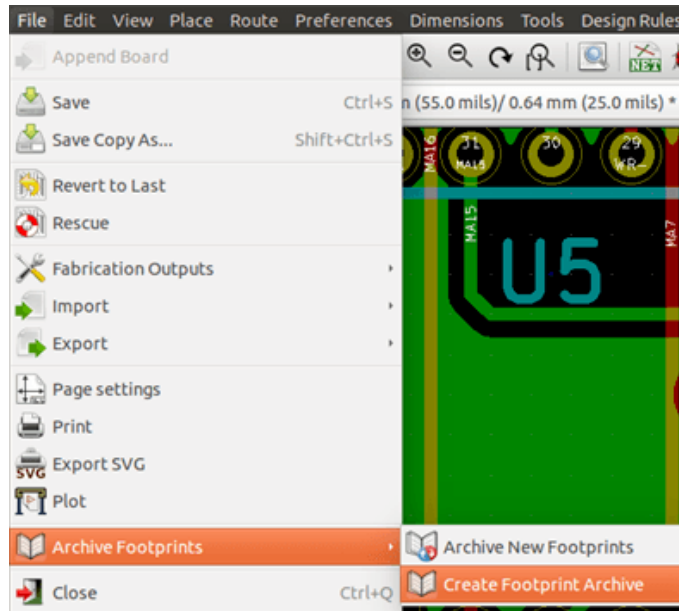 File Edit View Place Route Preferences Dimensions Tools Design Rules
Append Board
NET
Save Ctrl+S
(55.0 mils)/ 0.64 mm (25.0 mils) *
Save Copy As... Shift+Ctrl+S
MA16 31 30 29
MA15 WR-
Revert to Last
Rescue
MA15 MA7
Fabrication Outputs
U5
Import
Export
Page settings
Print
SVG Export SVG
Plot
Archive Footprints
Archive New Footprints
Create Footprint Archive
Close Ctrl+Q